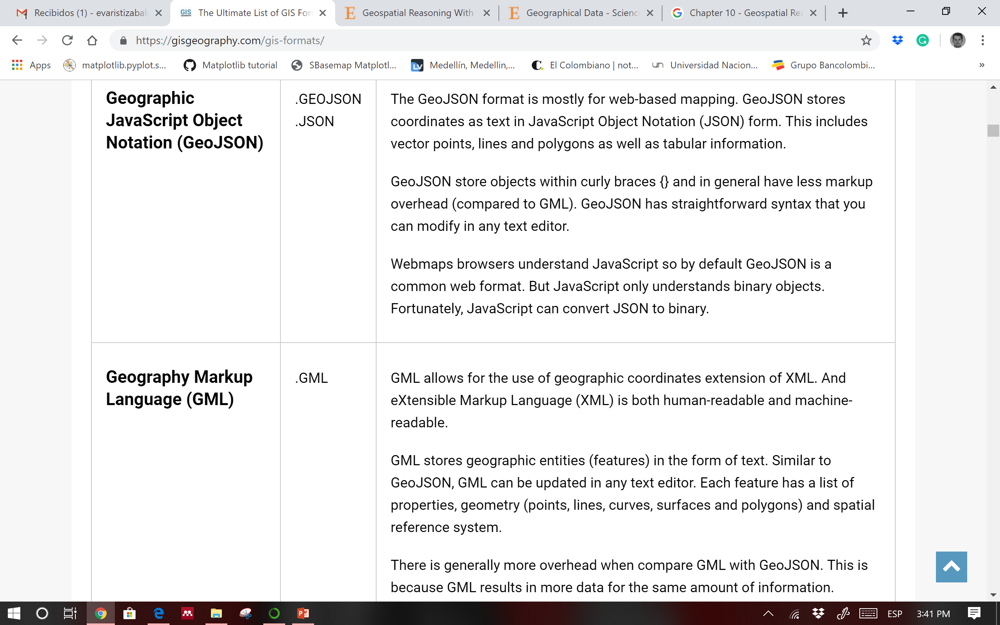 Recibidos (1) - evaristizabal
The Ultimate List of GIS For
Geospatial Reasoning With
Geographical Data - Science
Chapter 10 - Geospatial Rea
https://gisgeography.com/gis-formats/
Apps
matplotlib.pyplot.s...
Matplotlib tutorial
SBasemap Matplotl...
Medellín, Medellin,...
El Colombiano | not...
Universidad Nacion...
Grupo Bancolombi...
Geographic
JavaScript Object
Notation (GeoJSON)
.GEOJSON
.JSON
The GeoJSON format is mostly for web-based mapping. GeoJSON stores
coordinates as text in JavaScript Object Notation (JSON) form. This includes
vector points, lines and polygons as well as tabular information.
GeoJSON store objects within curly braces {} and in general have less markup
overhead (compared to GML). GeoJSON has straightforward syntax that you
can modify in any text editor.
Webmaps browsers understand JavaScript so by default GeoJSON is a
common web format. But JavaScript only understands binary objects.
Fortunately, JavaScript can convert JSON to binary.
Geography Markup
Language (GML)
.GML
GML allows for the use of geographic coordinates extension of XML. And
eXtensible Markup Language (XML) is both human-readable and machine-
readable.
GML stores geographic entities (features) in the form of text. Similar to
GeoJSON, GML can be updated in any text editor. Each feature has a list of
properties, geometry (points, lines, curves, surfaces and polygons) and spatial
reference system.
There is generally more overhead when compare GML with GeoJSON. This is
because GML results in more data for the same amount of information.
ESP
3:41 PM